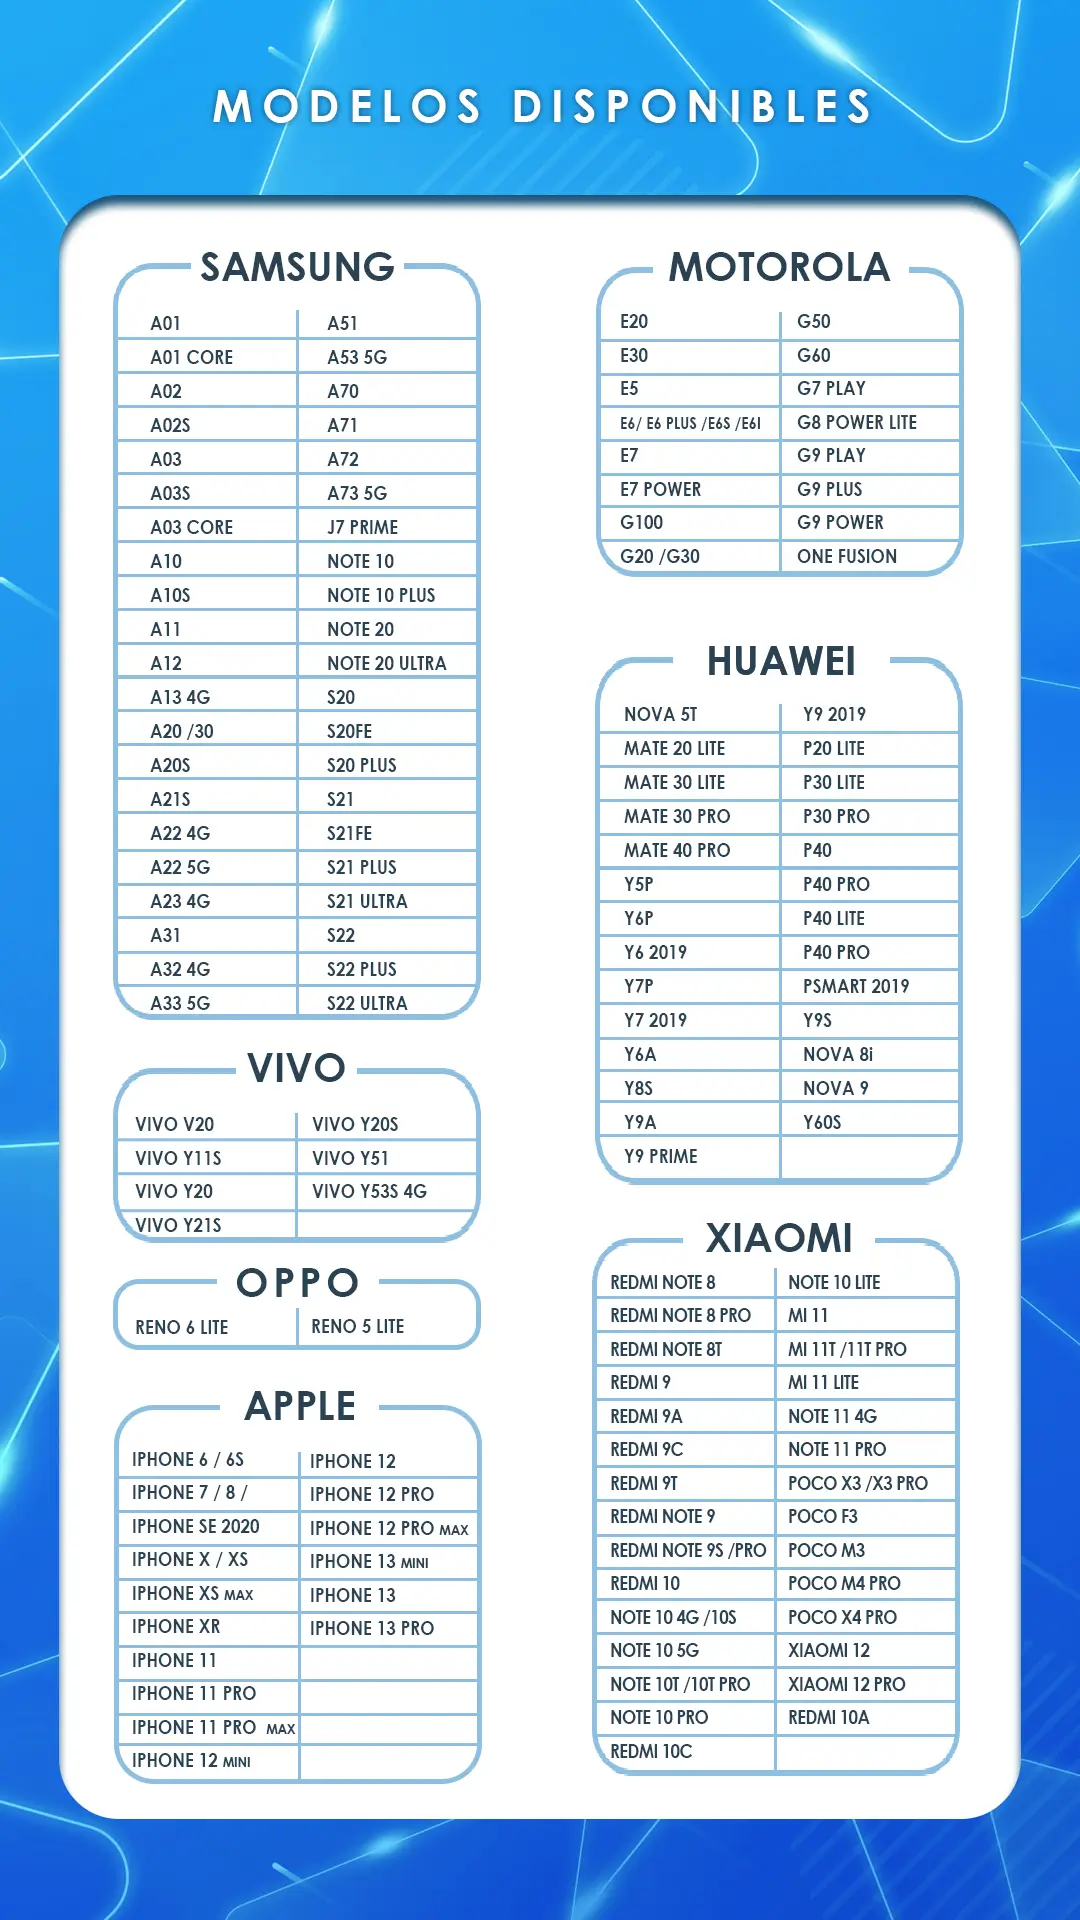 MODELOS DISPONIBLES
SAMSUNG
A01 A51
A01 CORE A53 5G
A02 A70
A02S A71
A03 A72
A03S A73 5G
A03 CORE J7 PRIME
A10 NOTE 10
A10S NOTE 10 PLUS
A11 NOTE 20
A12 NOTE 20 ULTRA
A13 4G S20
A20 /30 S20FE
A20S S20 PLUS
A21S S21
A22 4G S21FE
A22 5G S21 PLUS
A23 4G S21 ULTRA
A31 S22
A32 4G S22 PLUS
A33 5G S22 ULTRA
VIVO
VIVO V20 VIVO Y20S
VIVO Y11S VIVO Y51
VIVO Y20 VIVO Y53S 4G
VIVO Y21S
OPPO
RENO 6 LITE RENO 5 LITE
APPLE
IPHONE 6 / 6S IPHONE 12
IPHONE 7 / 8 / IPHONE 12 PRO
IPHONE SE 2020 IPHONE 12 PRO MAX
IPHONE X / XS IPHONE 13 MINI
IPHONE XS MAX IPHONE 13
IPHONE XR IPHONE 13 PRO
IPHONE 11
IPHONE 11 PRO
IPHONE 11 PRO MAX
IPHONE 12 MINI
MOTOROLA
E20 G50
E30 G60
E5 G7 PLAY
E6/ E6 PLUS /E6S /E6I G8 POWER LITE
E7 G9 PLAY
E7 POWER G9 PLUS
G100 G9 POWER
G20 /G30 ONE FUSION
HUAWEI
NOVA 5T Y9 2019
MATE 20 LITE P20 LITE
MATE 30 LITE P30 LITE
MATE 30 PRO P30 PRO
MATE 40 PRO P40
Y5P P40 PRO
Y6P P40 LITE
Y6 2019 P40 PRO
Y7P PSMART 2019
Y7 2019 Y9S
Y6A NOVA 8i
Y8S NOVA 9
Y9A Y60S
Y9 PRIME
XIAOMI
REDMI NOTE 8 NOTE 10 LITE
REDMI NOTE 8 PRO MI 11
REDMI NOTE 8T MI 11T /11T PRO
REDMI 9 MI 11 LITE
REDMI 9A NOTE 11 4G
REDMI 9C NOTE 11 PRO
REDMI 9T POCO X3 /X3 PRO
REDMI NOTE 9 POCO F3
REDMI NOTE 9S /PRO POCO M3
REDMI 10 POCO M4 PRO
NOTE 10 4G /10S POCO X4 PRO
NOTE 10 5G XIAOMI 12
NOTE 10T /10T PRO XIAOMI 12 PRO
NOTE 10 PRO REDMI 10A
REDMI 10C